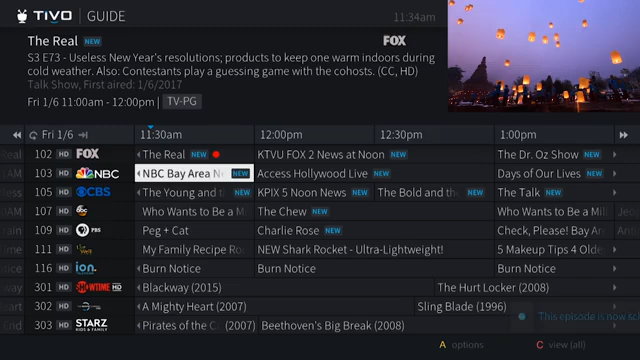 TiVo | GUIDE 11:34am
The Real NEW FOX
S3 E73 - Useless New Year's resolutions; products to keep one warm indoors during
cold weather. Also: Contestants play a guessing game with the cohosts. (CC, HD)
Talk Show, First aired: 1/6/2017
Fri 1/6 11:00am - 12:00pm | TV-PG
Fri 1/6 11:30am 12:00pm 12:30pm 1:00pm
102 HD FOX The Real NEW KTVU FOX 2 News at Noon NEW The Dr. Oz Show NEW
103 HD NBC NBC Bay Area N NEW Access Hollywood Live NEW Days of Our Lives NEW
105 HD CBS The Young and t NEW KPIX 5 Noon News NEW The Bold and the NEW The Talk NEW
107 HD abc Who Wants to Be a M The Chew NEW Who Wants to Be a Mill
109 HD PBS Peg + Cat Charlie Rose NEW Check, Please! Bay Are
111 HD My Family Recipe Ro NEW Shark Rocket - Ultra-Lightweight! 5 Makeup Tips 4 Olde
116 HD ion Burn Notice Burn Notice Burn Notice
301 HD SHOWTIME HD Blackway (2015) The Hurt Locker (2008)
302 HD A Mighty Heart (2007) Sling Blade (1996)
303 HD STARZ KIDS & FAMILY Pirates of the C (2007) Beethoven's Big Break (2008)
This episode is now sch
A options C view (all)